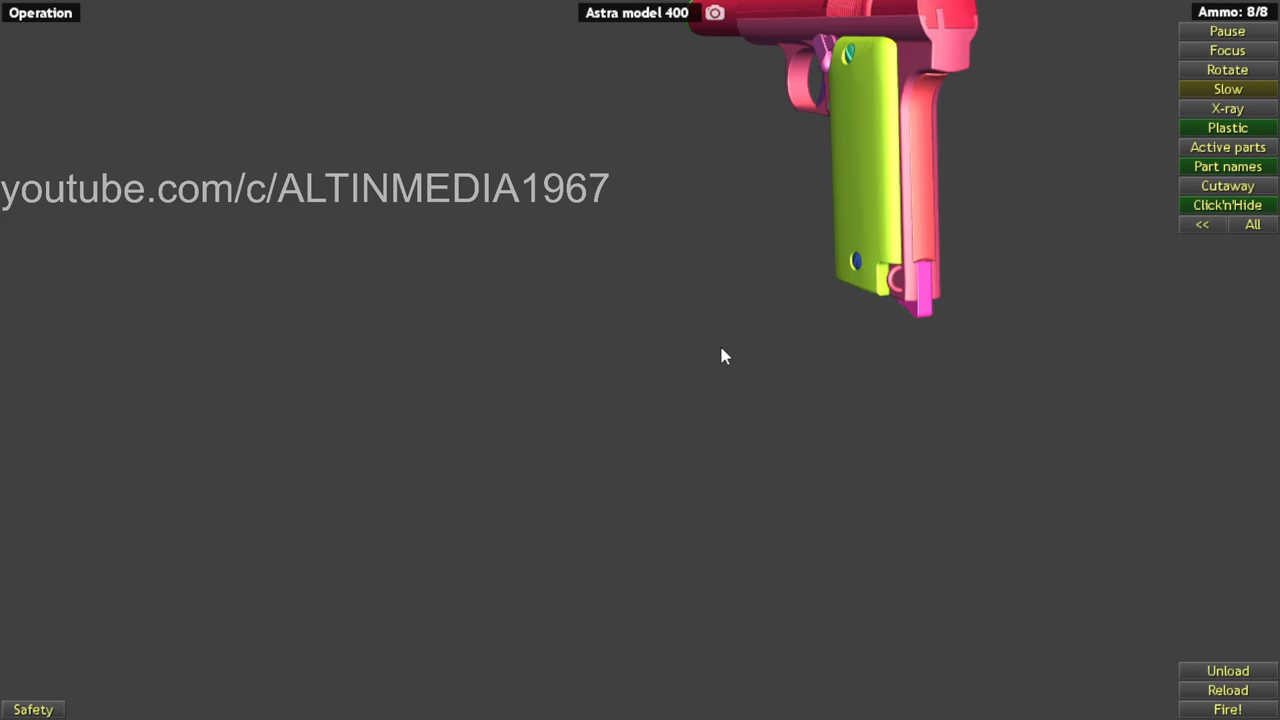 Operation
Astra model 400
Ammo: 8/8
Pause
Focus
Rotate
Slow
X-ray
Plastic
Active parts
Part names
Cutaway
Click'n'Hide
<< All
youtube.com/c/ALTINMEDIA1967
Unload
Reload
Safety
Fire!